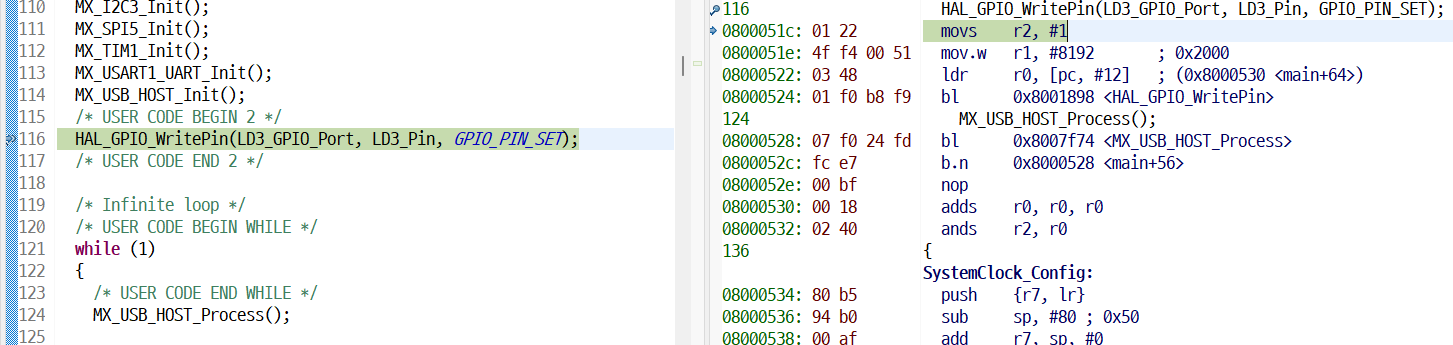 110 MX_I2C3_Init();
111 MX_SPI5_Init();
112 MX_TIM1_Init();
113 MX_USART1_UART_Init();
114 MX_USB_HOST_Init();
115 /* USER CODE BEGIN 2 */
116 HAL_GPIO_WritePin(LD3_GPIO_Port, LD3_Pin, GPIO_PIN_SET);
117 /* USER CODE END 2 */
118
119 /* Infinite loop */
120 /* USER CODE BEGIN WHILE */
121 while (1)
122 {
123 /* USER CODE END WHILE */
124 MX_USB_HOST_Process();
125
116 HAL_GPIO_WritePin(LD3_GPIO_Port, LD3_Pin, GPIO_PIN_SET);
0800051c: 01 22 movs r2, #1
0800051e: 4f f4 00 51 mov.w r1, #8192 ; 0x2000
08000522: 03 48 ldr r0, [pc, #12] ; (0x8000530 <main+64>)
08000524: 01 f0 b8 f9 bl 0x8001898 <HAL_GPIO_WritePin>
124 MX_USB_HOST_Process();
08000528: 07 f0 24 fd bl 0x8007f74 <MX_USB_HOST_Process>
0800052c: fc e7 b.n 0x8000528 <main+56>
0800052e: 00 bf nop
08000530: 00 18 adds r0, r0, r0
08000532: 02 40 ands r2, r0
136 {
SystemClock_Config:
08000534: 80 b5 push {r7, lr}
08000536: 94 b0 sub sp, #80 ; 0x50
08000538: 00 af add r7, sp, #0